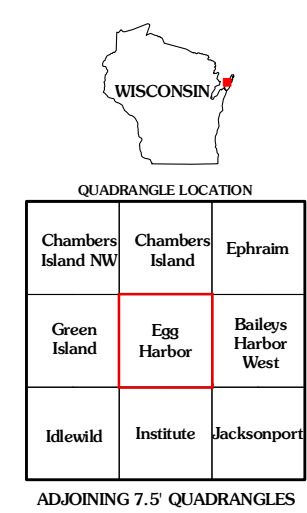 WISCONSIN
QUADRANGLE LOCATION
Chambers
Island NW
Chambers
Island
Ephraim
Green
Island
Egg
Harbor
Baileys
Harbor
West
Idlewild
Institute
Jacksonport
ADJOINING 7.5' QUADRANGLES